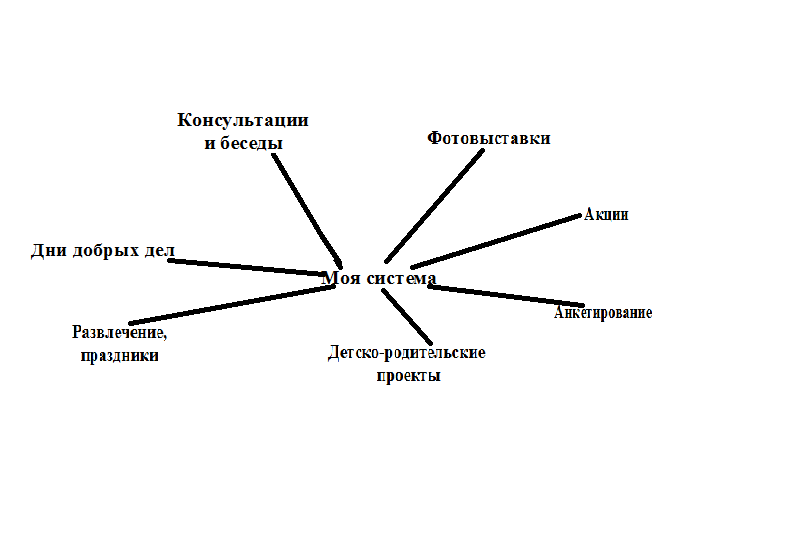 Консультации
и беседы
Фотовыставки
Акции
Дни добрых дел
Моя система
Анкетирование
Развлечение,
праздники
Детско-родительские
проекты